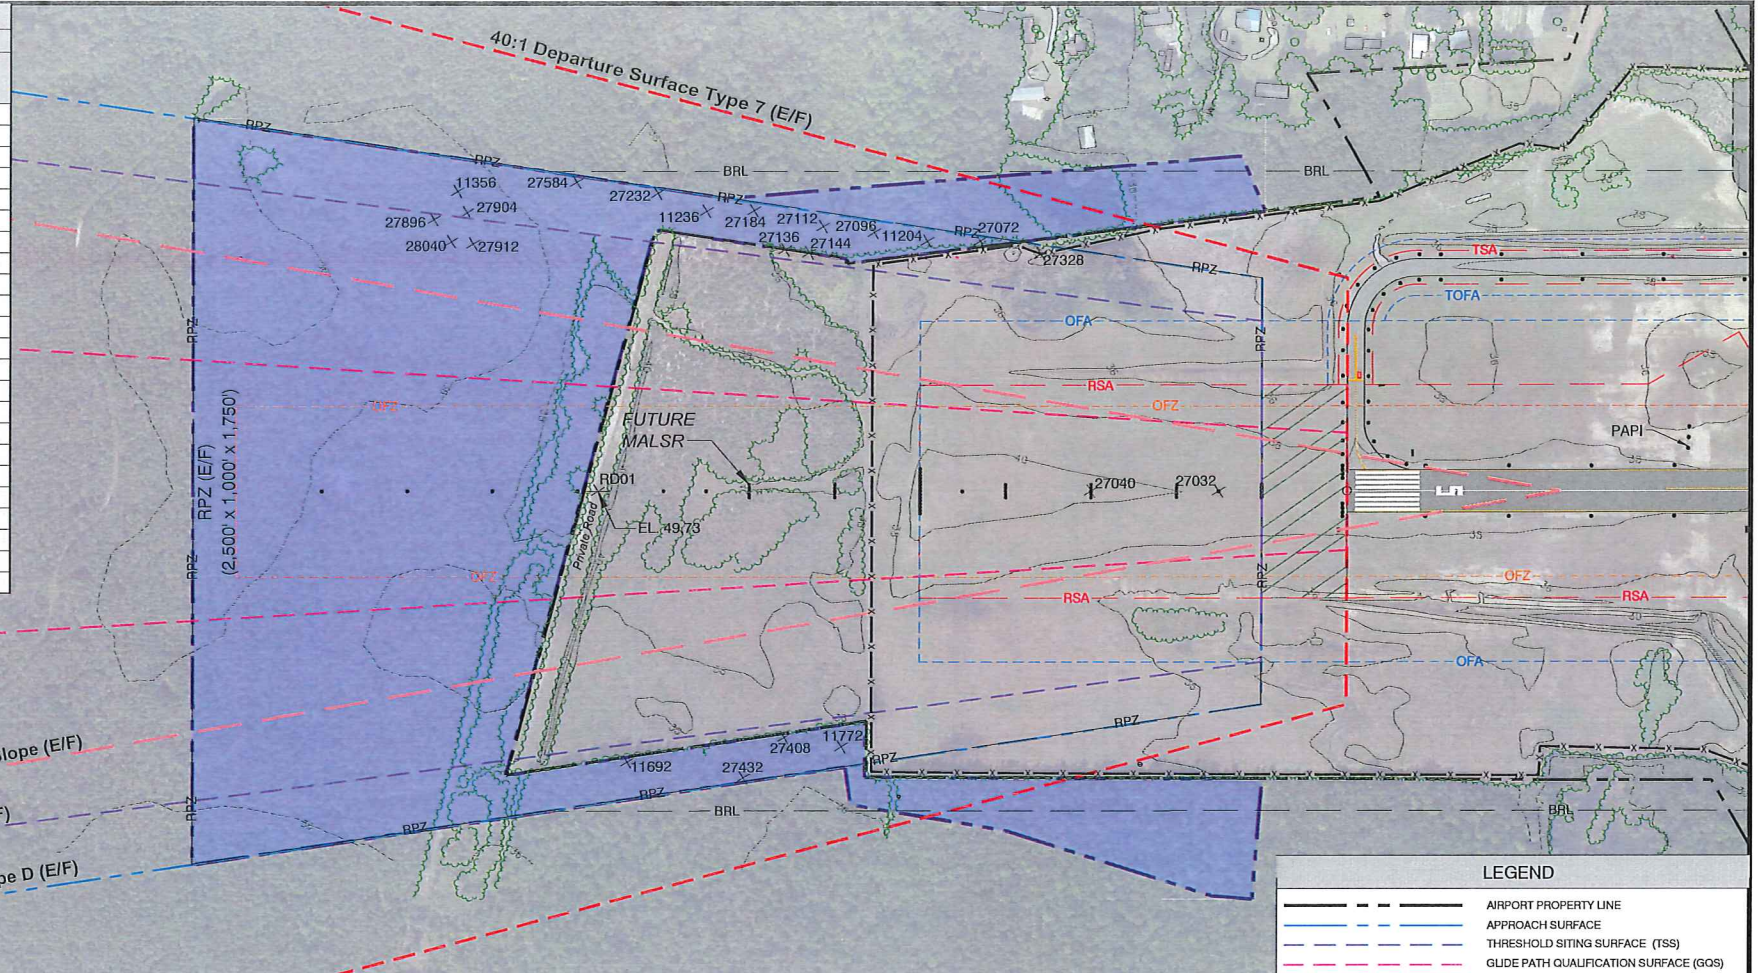 40:1 Departure Surface Type 7 (E/F)
RPZ
RPZ
BRL
BRL
11356
27584
27232
RPZ
27904
27896
11236
27184
27112
27096
11204
RPZ
27072
28040
27912
27136
27144
27328
RPZ
TSA
TOFA
RPZ
OFA
RPZ
RSA
OFZ
OFZ
RPZ (E/F)
(2,500' x 1,000' x 1,750')
FUTURE
MALSR
PAPI
RD01
27040
27032
5
EL. 49.73
Private Road
RPZ
OFZ
RPZ
OFZ
RSA
RSA
OFA
RPZ
27408
11772
RPZ
11692
27432
RPZ
RPZ
BRL
BRL
RPZ
lope (E/F)
F)
pe D (E/F)
LEGEND
AIRPORT PROPERTY LINE
APPROACH SURFACE
THRESHOLD SITING SURFACE (TSS)
GLIDE PATH QUALIFICATION SURFACE (GQS)